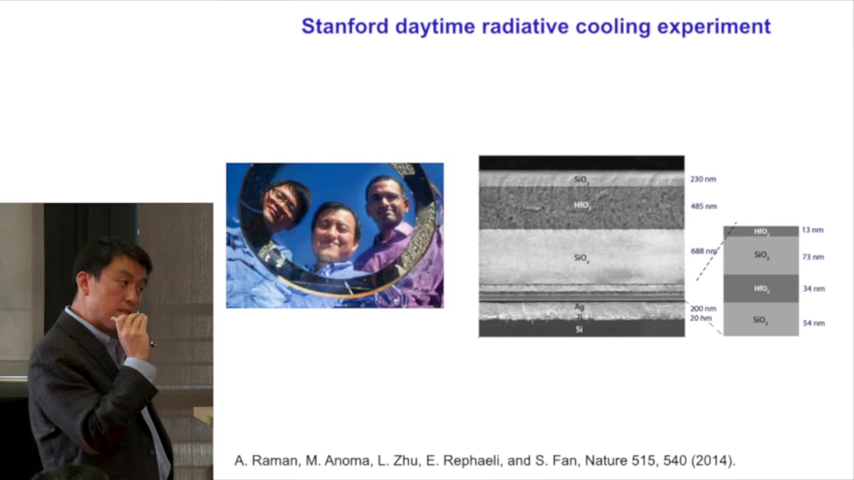 Stanford daytime radiative cooling experiment
SiO₂
230 nm
HfO₂
485 nm
SiO₂
688 nm
Ag
200 nm
20 nm
Si
HfO₂
13 nm
SiO₂
73 nm
HfO₂
34 nm
SiO₂
54 nm
A. Raman, M. Anoma, L. Zhu, E. Rephaeli, and S. Fan, Nature 515, 540 (2014).